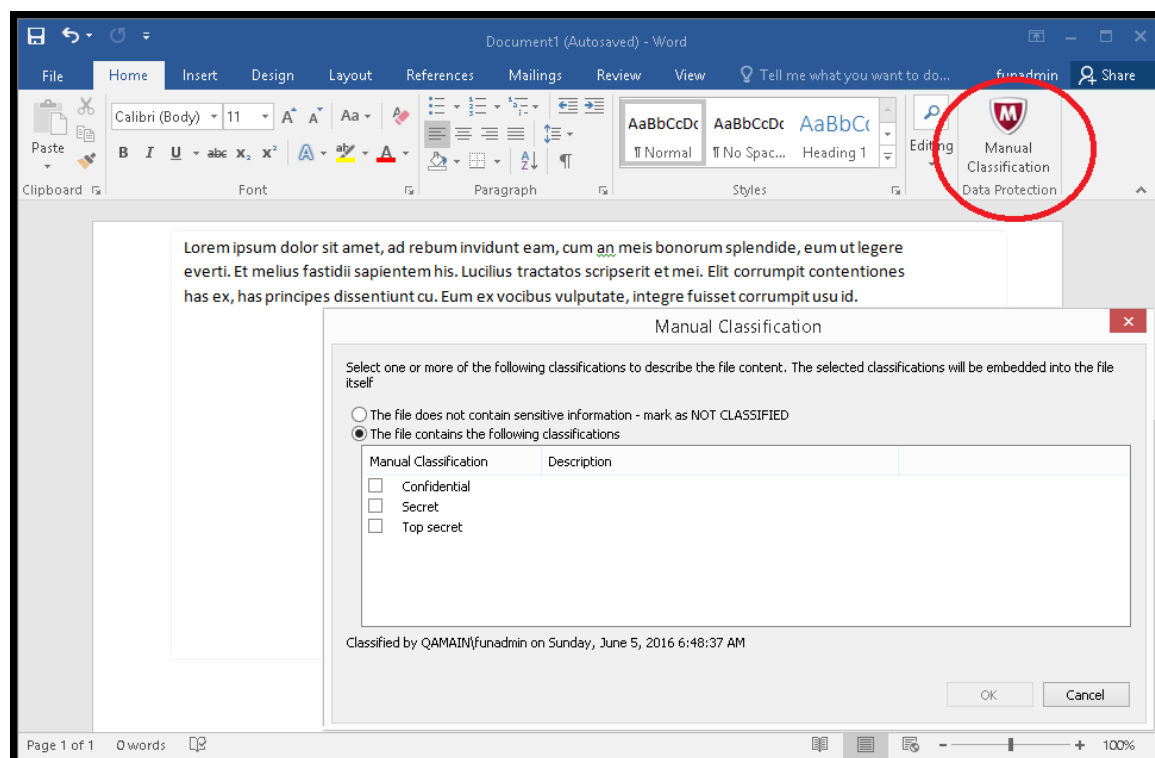 Document1 (Autosaved) - Word
File Home Insert Design Layout References Mailings Review View Tell me what you want to do... funadmin Share
Calibri (Body) 11 A A Aa
Paste
B I U abc X₂ X² A aby A
AaBbCcDc AaBbCcDc AaBbC
¶ Normal ¶ No Spac... Heading 1
Editing
Manual
Classification
Clipboard Font Paragraph Styles Data Protection
Lorem ipsum dolor sit amet, ad rebum invidunt eam, cum an meis bonorum splendide, eum ut legere
everti. Et melius fastidii sapientem his. Lucilius tractatos scripserit et mei. Elit corrumpit contentiones
has ex, has principes dissentiunt cu. Eum ex vocibus vulputate, integre fuisset corrumpit usu id.
Manual Classification
Select one or more of the following classifications to describe the file content. The selected classifications will be embedded into the file
itself
The file does not contain sensitive information - mark as NOT CLASSIFIED
The file contains the following classifications
Manual Classification Description
Confidential
Secret
Top secret
Classified by QAMAIN\funadmin on Sunday, June 5, 2016 6:48:37 AM
OK Cancel
Page 1 of 1 0 words 100%